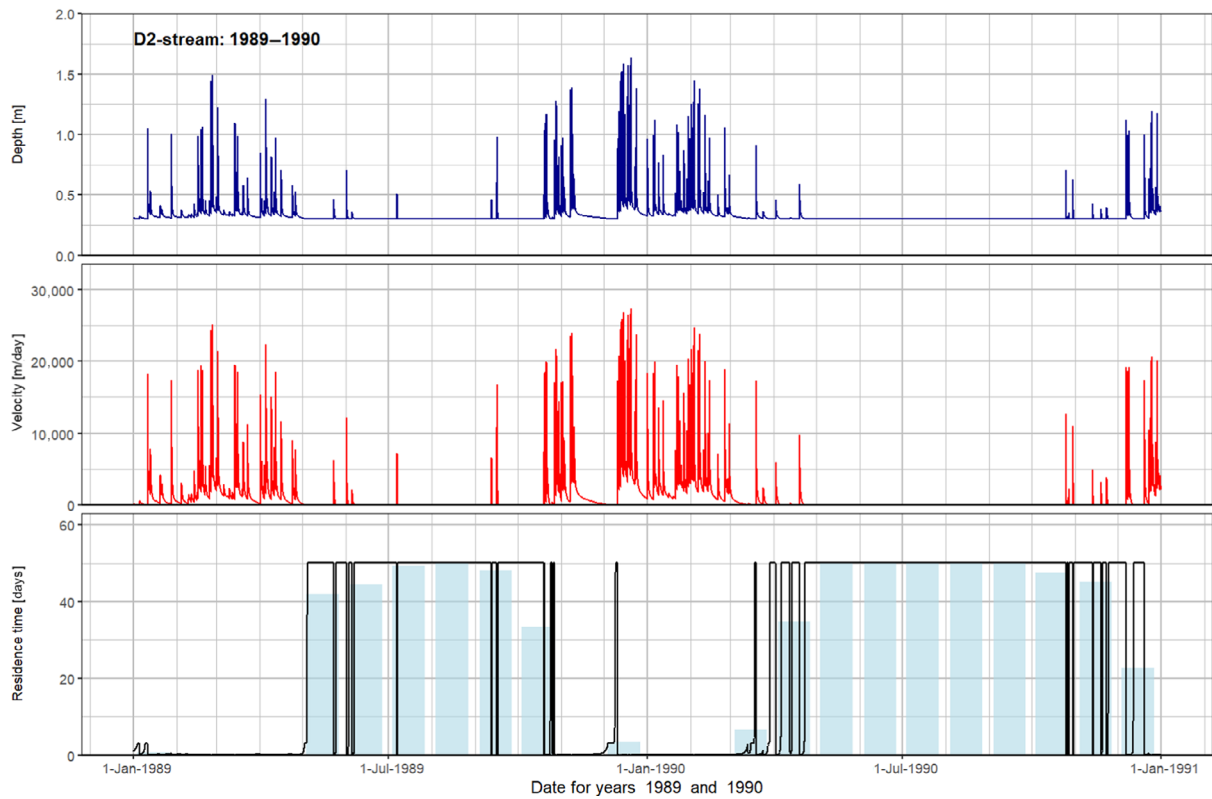 D2-stream: 1989–1990
2.0
1.5
1.0
0.5
0.0
Depth [m]
30,000
20,000
10,000
0
Velocity [m/day]
60
40
20
0
Residence time [days]
1-Jan-1989 1-Jul-1989 1-Jan-1990 1-Jul-1990 1-Jan-1991
Date for years 1989 and 1990